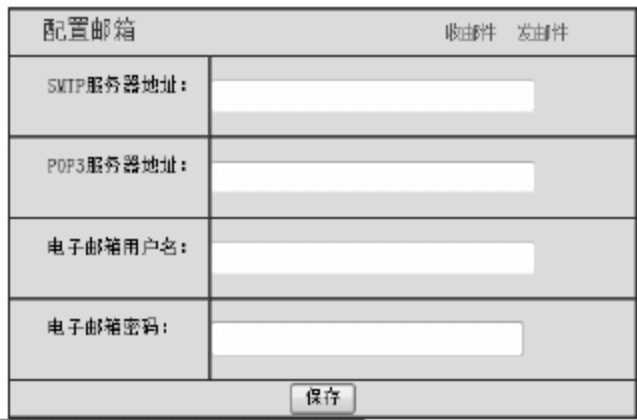 配置邮箱 收邮件 发邮件
SMTP服务器地址:
POP3服务器地址:
电子邮箱用户名:
电子邮箱密码:
保存